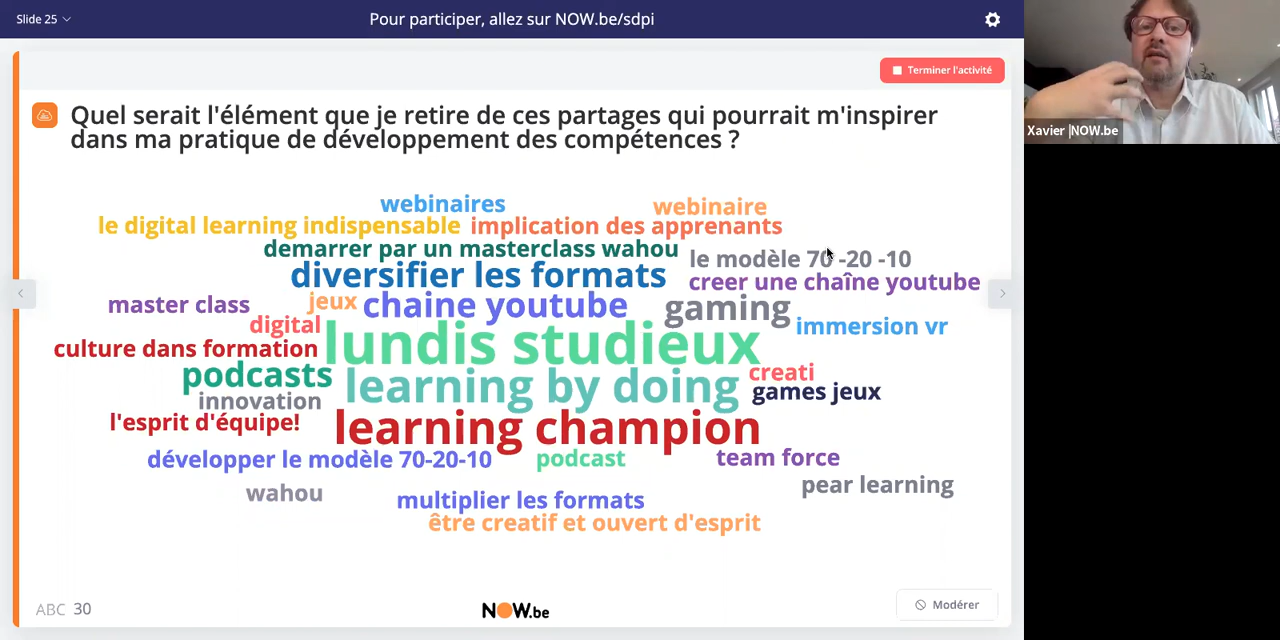 Slide 25
Pour participer, allez sur NOW.be/sdpi
Terminer l'activité
Quel serait l'élément que je retire de ces partages qui pourrait m'inspirer
dans ma pratique de développement des compétences ?
webinaires
webinaire
le digital learning indispensable
implication des apprenants
demarrer par un masterclass wahou
le modèle 70 -20 -10
diversifier les formats
creer une chaîne youtube
master class
jeux
chaine youtube
gaming
digital
immersion vr
culture dans formation
lundis studieux
podcasts
learning by doing
creati
games jeux
innovation
l'esprit d'équipe!
learning champion
développer le modèle 70-20-10
podcast
team force
pear learning
wahou
multiplier les formats
être creatif et ouvert d'esprit
ABC 30
NOW.be
Modérer
Xavier |NOW.be